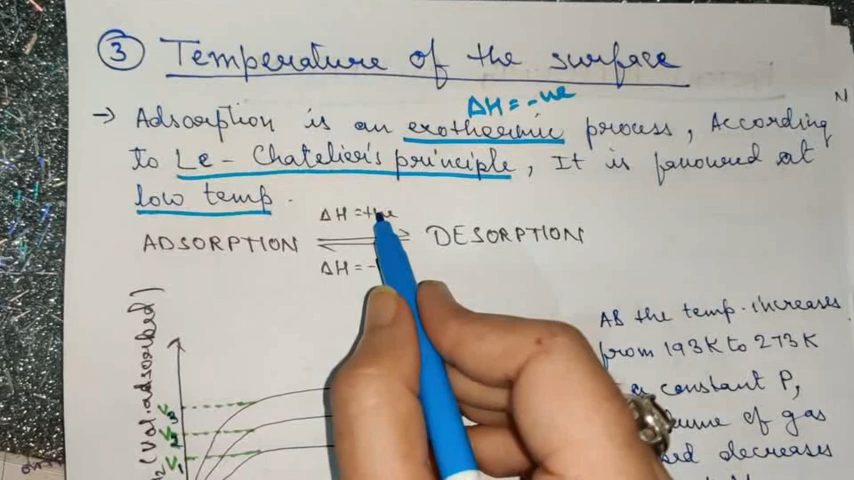 ③ Temperature of the surface
ΔH = -ve
→ Adsorption is an exothermic process, According
to Le-Chatelier's principle, It is favoured at
low temp.
ΔH = +ve
ADSORPTION ⇌ DESORPTION
ΔH = -
(Vol. adsorbed)
As the temp. increases
from 193K to 273K
constant P,
of gas
decreases
V3
V2
V1